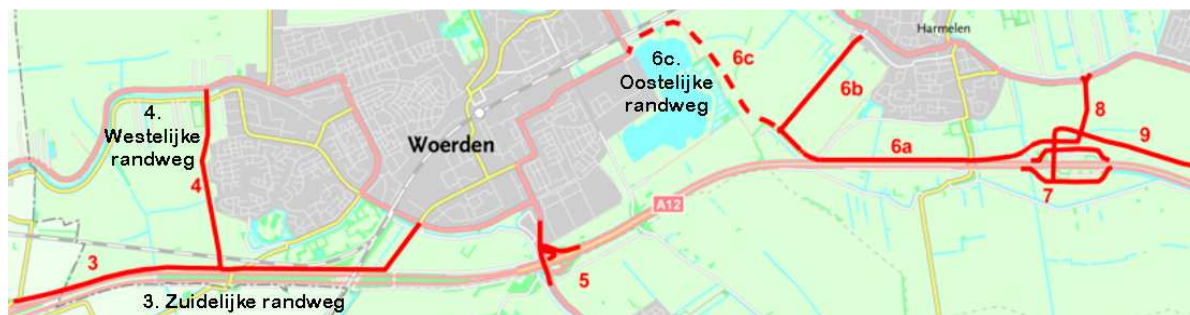 Harmelen
6c.
Oostelijke
randweg
6c
6b
4.
Westelijke
randweg
Woerden
8
9
6a
4
7
A12
3
5
3. Zuidelijke randweg